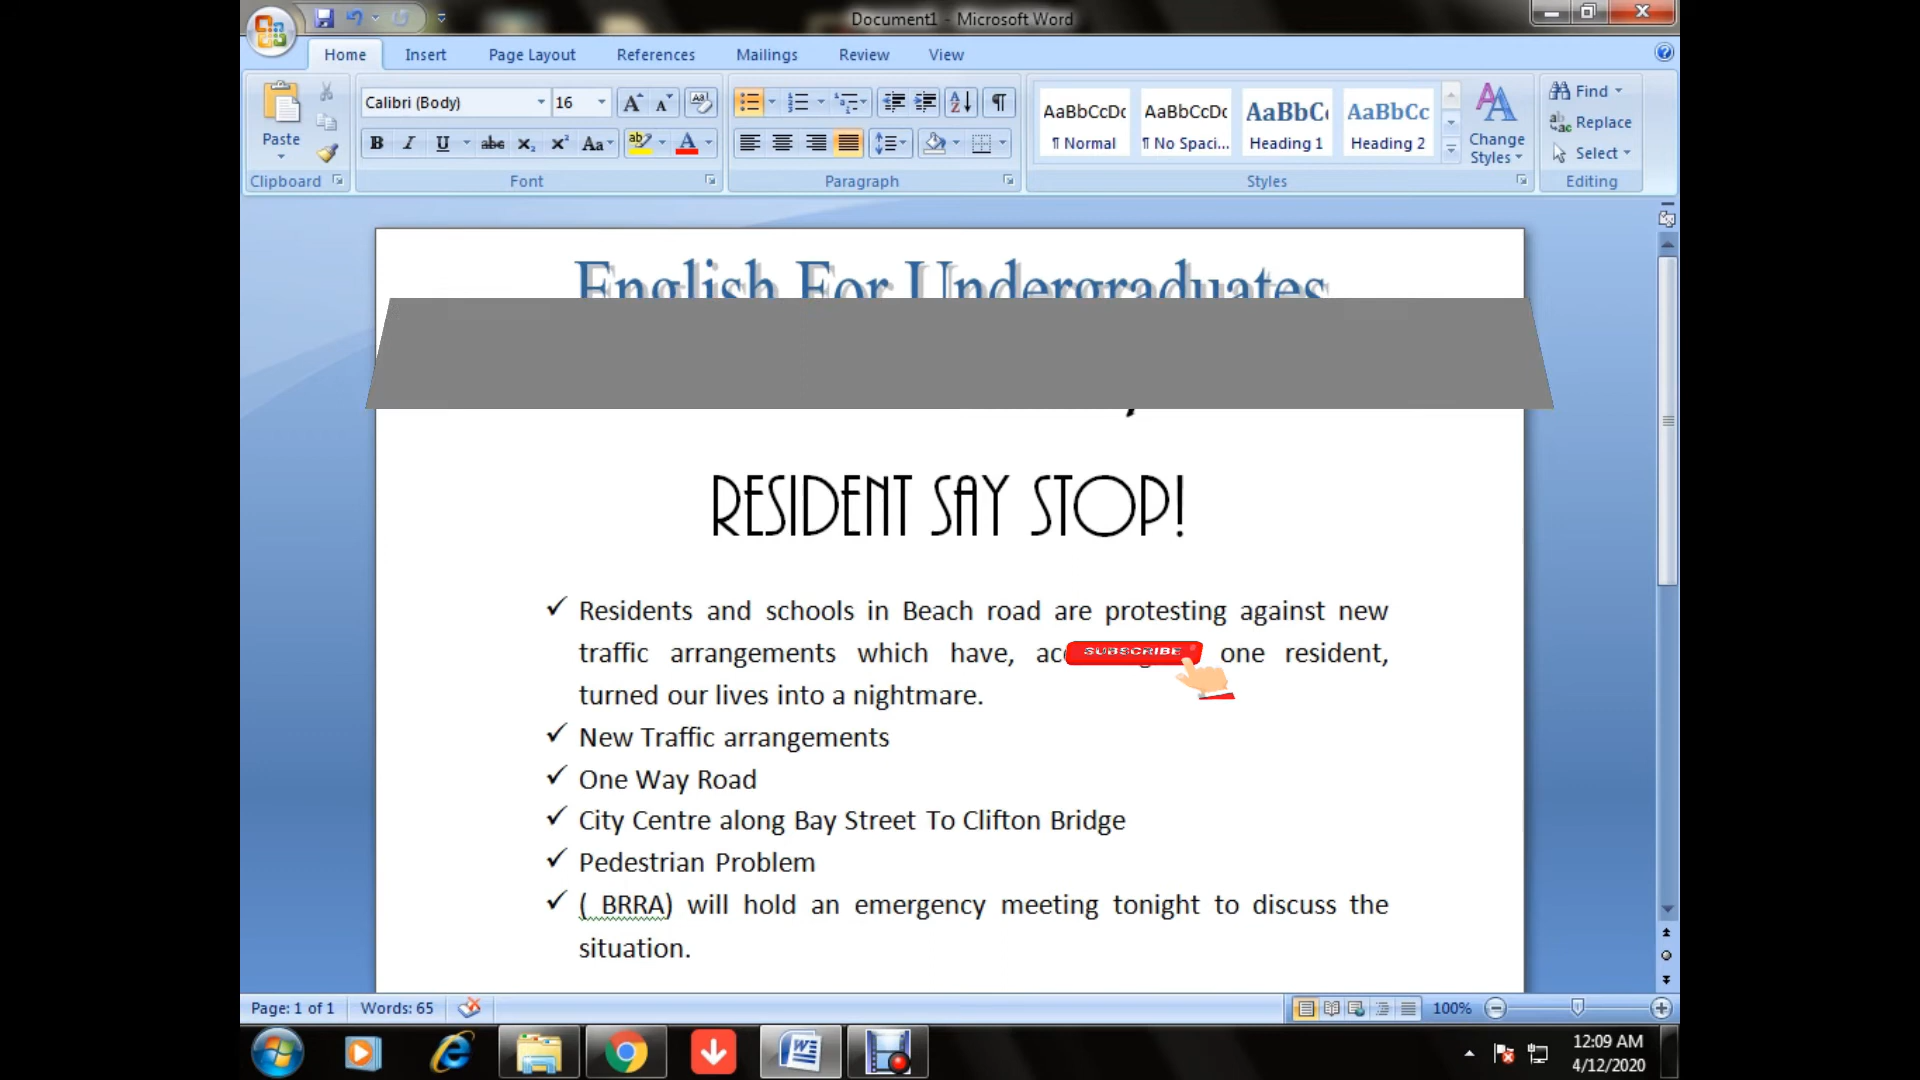 Document1 - Microsoft Word
Home Insert Page Layout References Mailings Review View
Calibri (Body) 16
Paste
B I U abc X₂ X² Aa
AaBbCcDc AaBbCcDc AaBbC AaBbCc
¶ Normal ¶ No Spaci... Heading 1 Heading 2
Change Styles
Find
Replace
Select
Clipboard Font Paragraph Styles Editing
English For Undergraduates
RESIDENT SAY STOP!
✓ Residents and schools in Beach road are protesting against new
traffic arrangements which have, one resident,
SUBSCRIBE
turned our lives into a nightmare.
✓ New Traffic arrangements
✓ One Way Road
✓ City Centre along Bay Street To Clifton Bridge
✓ Pedestrian Problem
✓ ( BRRA) will hold an emergency meeting tonight to discuss the
situation.
Page: 1 of 1 Words: 65 100%
12:09 AM
4/12/2020